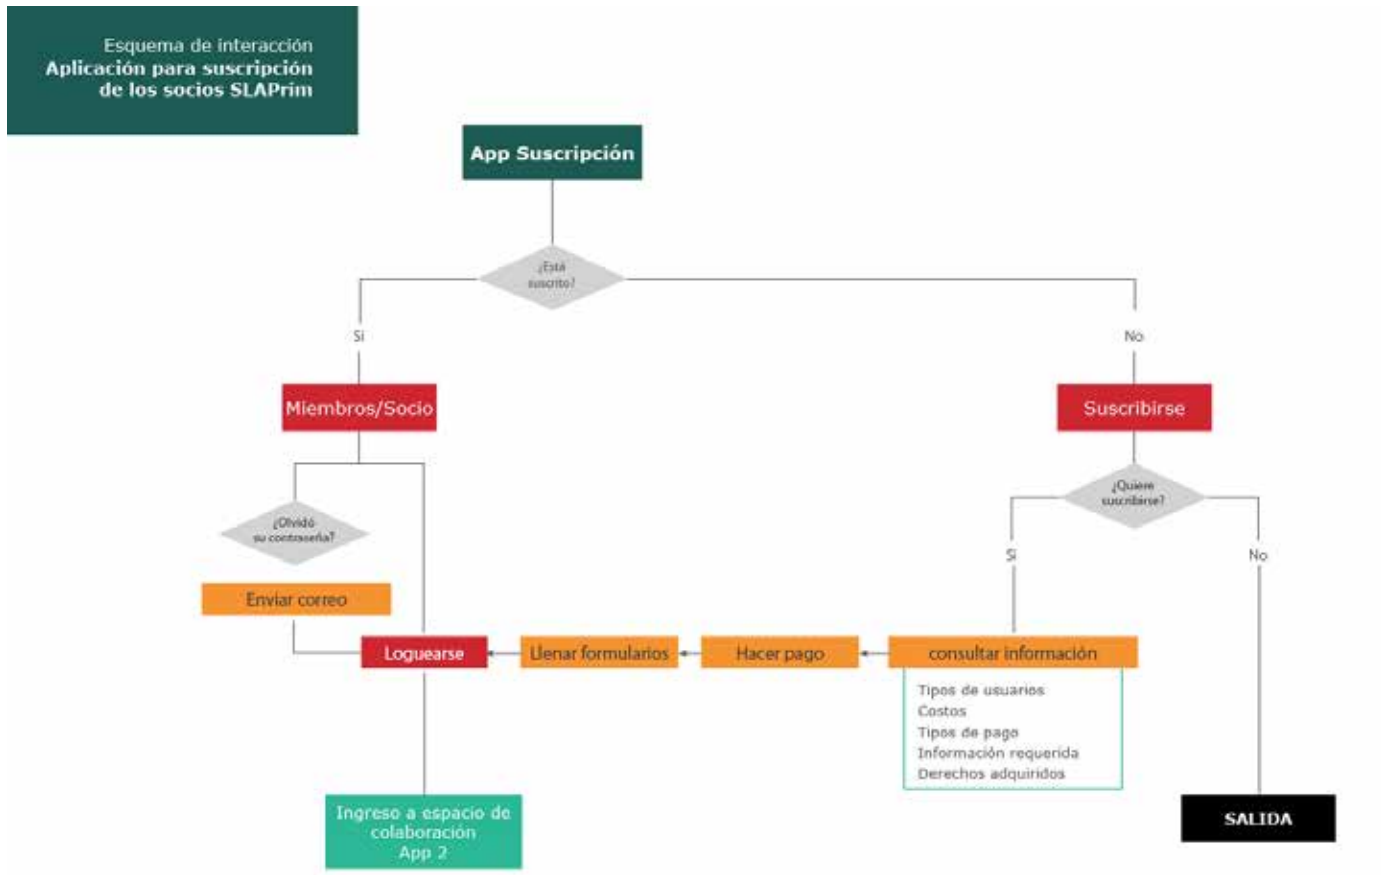 Esquema de interacción
Aplicación para suscripción
de los socios SLAPrim
App Suscripción
¿Está
suscrito?
Si
No
Miembros/Socio
Suscribirse
¿Quiere
suscribirse?
¿Olvidó
su contraseña?
Si
No
Enviar correo
Loguearse
Llenar formularios
Hacer pago
consultar información
Tipos de usuarios
Costos
Tipos de pago
Información requerida
Derechos adquiridos
Ingreso a espacio de
colaboración
App 2
SALIDA